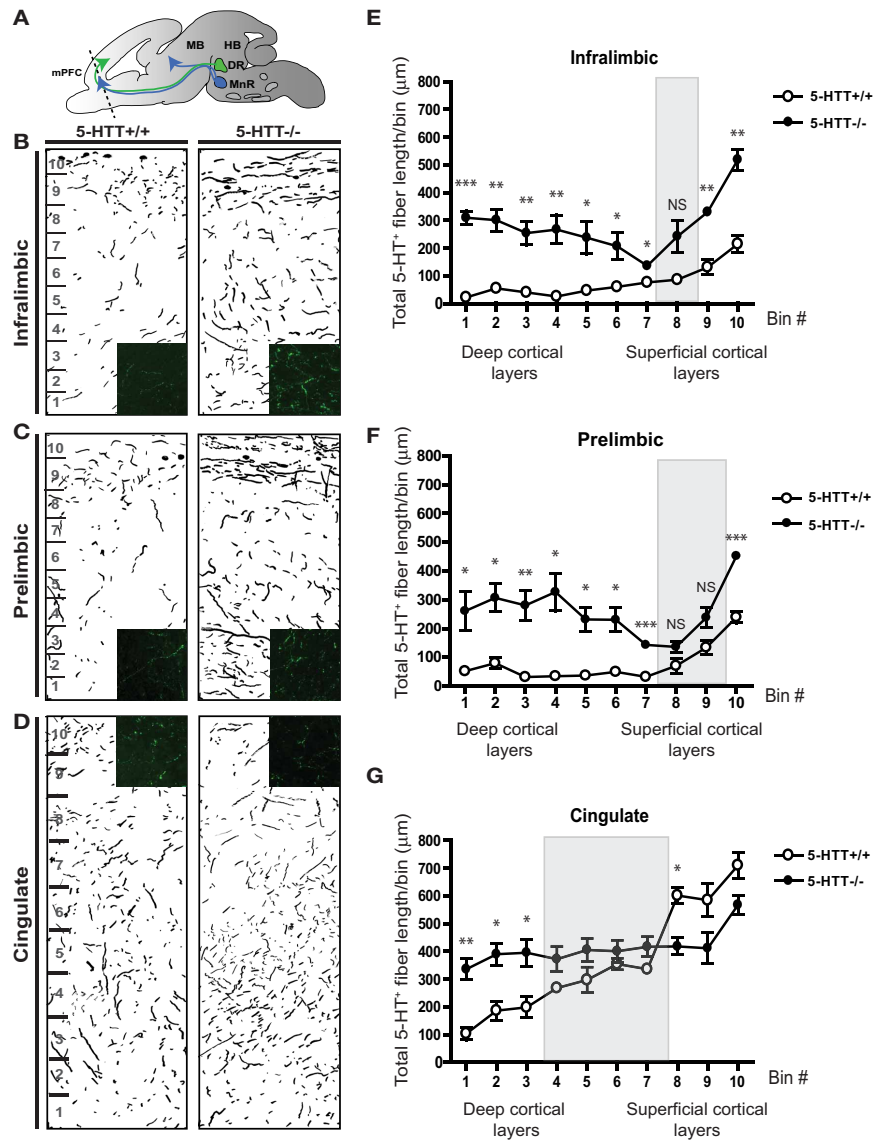 A
MB
HB
DR
mPFC
MnR
5-HTT+/+
5-HTT-/-
B
Infralimbic
10
9
8
7
6
5
4
3
2
1
C
Prelimbic
10
9
8
7
6
5
4
3
2
1
D
Cingulate
10
9
8
7
6
5
4
3
2
1
E
Infralimbic
Total 5-HT⁺ fiber length/bin (μm)
800
700
600
500
400
300
200
100
0
*** ** ** ** * * * NS ** **
1 2 3 4 5 6 7 8 9 10 Bin #
Deep cortical layers
Superficial cortical layers
5-HTT+/+
5-HTT-/-
F
Prelimbic
Total 5-HT⁺ fiber length/bin (μm)
800
700
600
500
400
300
200
100
0
* * ** * * * *** NS NS ***
1 2 3 4 5 6 7 8 9 10 Bin #
Deep cortical layers
Superficial cortical layers
5-HTT+/+
5-HTT-/-
G
Cingulate
Total 5-HT⁺ fiber length/bin (μm)
800
700
600
500
400
300
200
100
0
** * * *
1 2 3 4 5 6 7 8 9 10 Bin #
Deep cortical layers
Superficial cortical layers
5-HTT+/+
5-HTT-/-